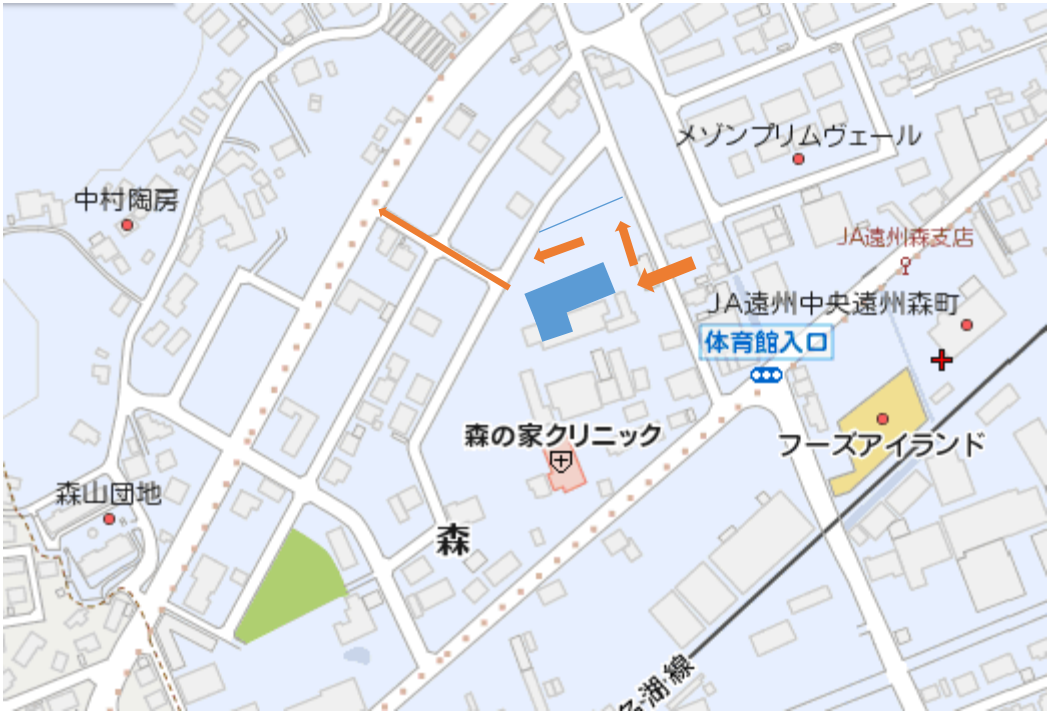 メゾンプリムヴェール
中村陶房
JA遠州森支店
JA遠州中央遠州森町
体育館入口
森の家クリニック
フーズアイランド
森山団地
森
名湖線